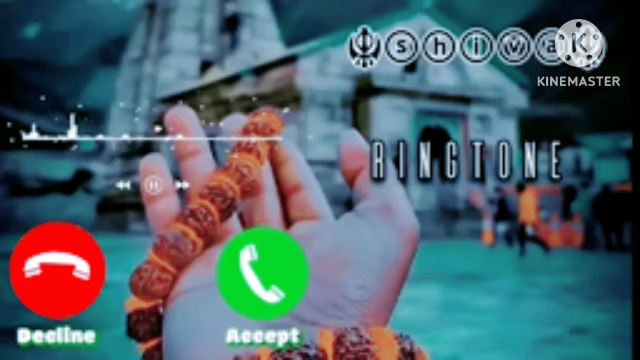 shiva
KINEMASTER
RINGTONE
Decline
Accept